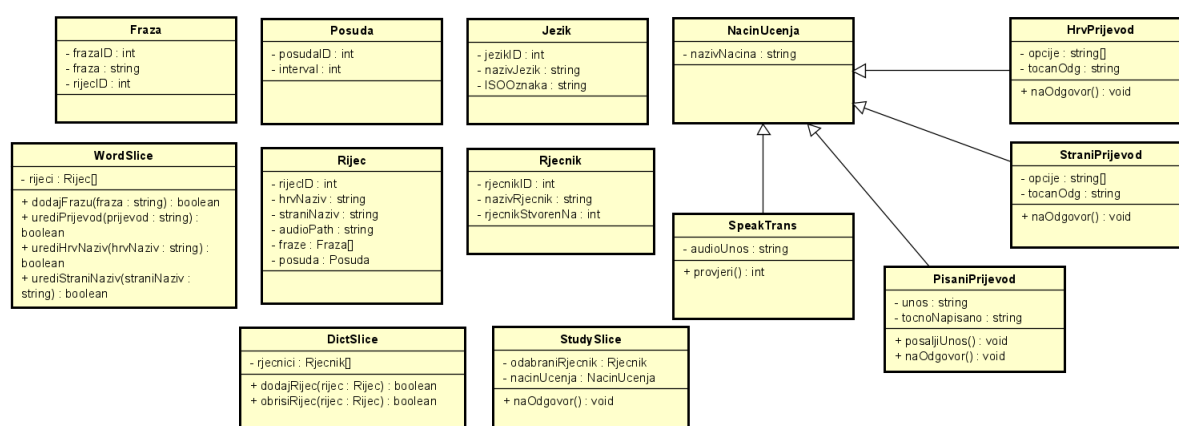 Fraza
- frazaID : int
- fraza : string
- rijecID : int
Posuda
- posudaID : int
- interval : int
Jezik
- jezikID : int
- nazivJezik : string
- ISOOznaka : string
NacinUcenja
- nazivNacina : string
HrvPrijevod
- opcije : string[]
- tocanOdg : string
+ naOdgovor() : void
WordSlice
- rijeci : Rijec[]
+ dodajFrazu(fraza : string) : boolean
+ urediPrijevod(prijevod : string) :
boolean
+ urediHrvNaziv(hrvNaziv : string) :
boolean
+ urediStraniNaziv(straniNaziv :
string) : boolean
Rijec
- rijecID : int
- hrvNaziv : string
- straniNaziv : string
- audioPath : string
- fraze : Fraza[]
- posuda : Posuda
Rjecnik
- rjecnikID : int
- nazivRjecnik : string
- rjecnikStvorenNa : int
StraniPrijevod
- opcije : string[]
- tocanOdg : string
+ naOdgovor() : void
SpeakTrans
- audioUnos : string
+ provjeri() : int
PisaniPrijevod
- unos : string
- tocnoNapisano : string
+ posaljiUnos() : void
+ naOdgovor() : void
DictSlice
- rjecnici : Rjecnik[]
+ dodajRijec(rijec : Rijec) : boolean
+ obrisiRijec(rijec : Rijec) : boolean
StudySlice
- odabraniRjecnik : Rjecnik
- nacinUcenja : NacinUcenja
+ naOdgovor() : void